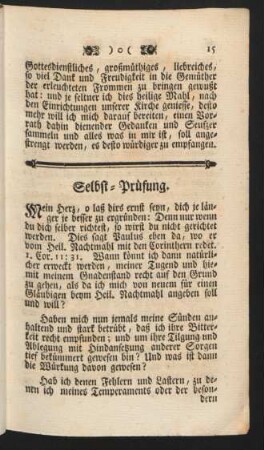 )o( 15
Gottesdienstliches, großmüthiges, liebreiches,
so viel Dank und Freudigkeit in die Gemüther
der erleuchteten Frommen zu bringen gewußt
hat: und je seltner ich dies heilige Mahl, nach
den Einrichtungen unserer Kirche geniesse, desto
mehr will ich mich darauf bereiten, einen Vor-
rath dahin dienender Gedanken und Seufzer
sammeln und alles was in mir ist, soll ange-
strengt werden, es desto würdiger zu empfangen.
Selbst-Prüfung.
Mein Herz, o laß dirs ernst seyn, dich je län-
ger je besser zu ergründen: Denn nur wenn
du dich selber richtest, so wirst du nicht gerichtet
werden. Dies sagt Paulus eben da, wo er
vom Heil. Nachtmahl mit den Corinthern redet.
1. Cor. 11: 31. Wann könnt ich dann natürli-
cher erweckt werden, meiner Tugend und hie-
mit meinem Gnadenstand recht auf den Grund
zu gehen, als da ich mich von neuem für einen
Gläubigen beym Heil. Nachtmahl angeben soll
und will?
Haben mich nun jemals meine Sünden an-
haltend und stark betrübt, daß ich ihre Bitter-
keit recht empfunden; und um ihre Tilgung und
Ablegung mit Hindansetzung anderer Sorgen
tief bekümmert gewesen bin? Und was ist dann
die Würkung davon gewesen?
Hab ich denen Fehlern und Lastern, zu de-
nen ich meines Temperaments oder der beson-
dern